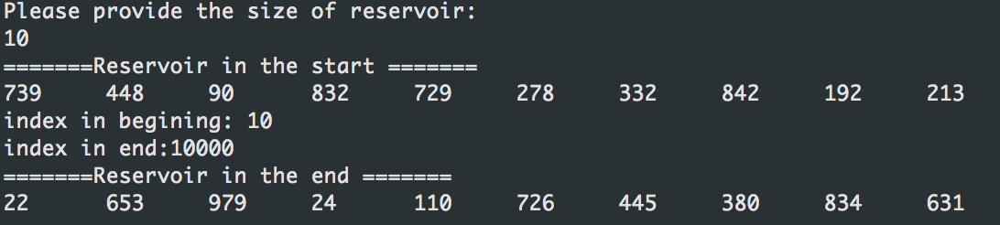 Please provide the size of reservoir:
10
=======Reservoir in the start =======
739 448 90 832 729 278 332 842 192 213
index in begining: 10
index in end:10000
=======Reservoir in the end =======
22 653 979 24 110 726 445 380 834 631